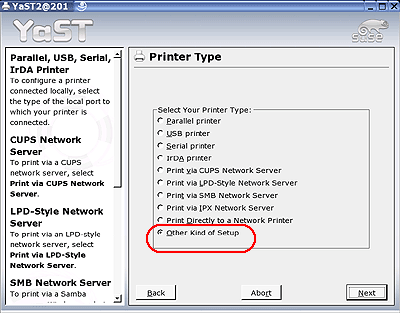 YaST2@201
YaST
SuSE
Parallel, USB, Serial,
IrDA Printer
To configure a printer
connected locally, select
the type of the local port to
which your printer is
connected.
CUPS Network
Server
To print via a CUPS
network server, select
Print via CUPS Network
Server.
LPD-Style Network
Server
To print via an LPD-style
network server, select
Print via LPD-Style
Network Server.
SMB Network Server
To print via a Samba
Printer Type
Select Your Printer Type:
Parallel printer
USB printer
Serial printer
IrDA printer
Print via CUPS Network Server
Print via LPD-Style Network Server
Print via SMB Network Server
Print via IPX Network Server
Print Directly to a Network Printer
Other Kind of Setup
Back
Abort
Next